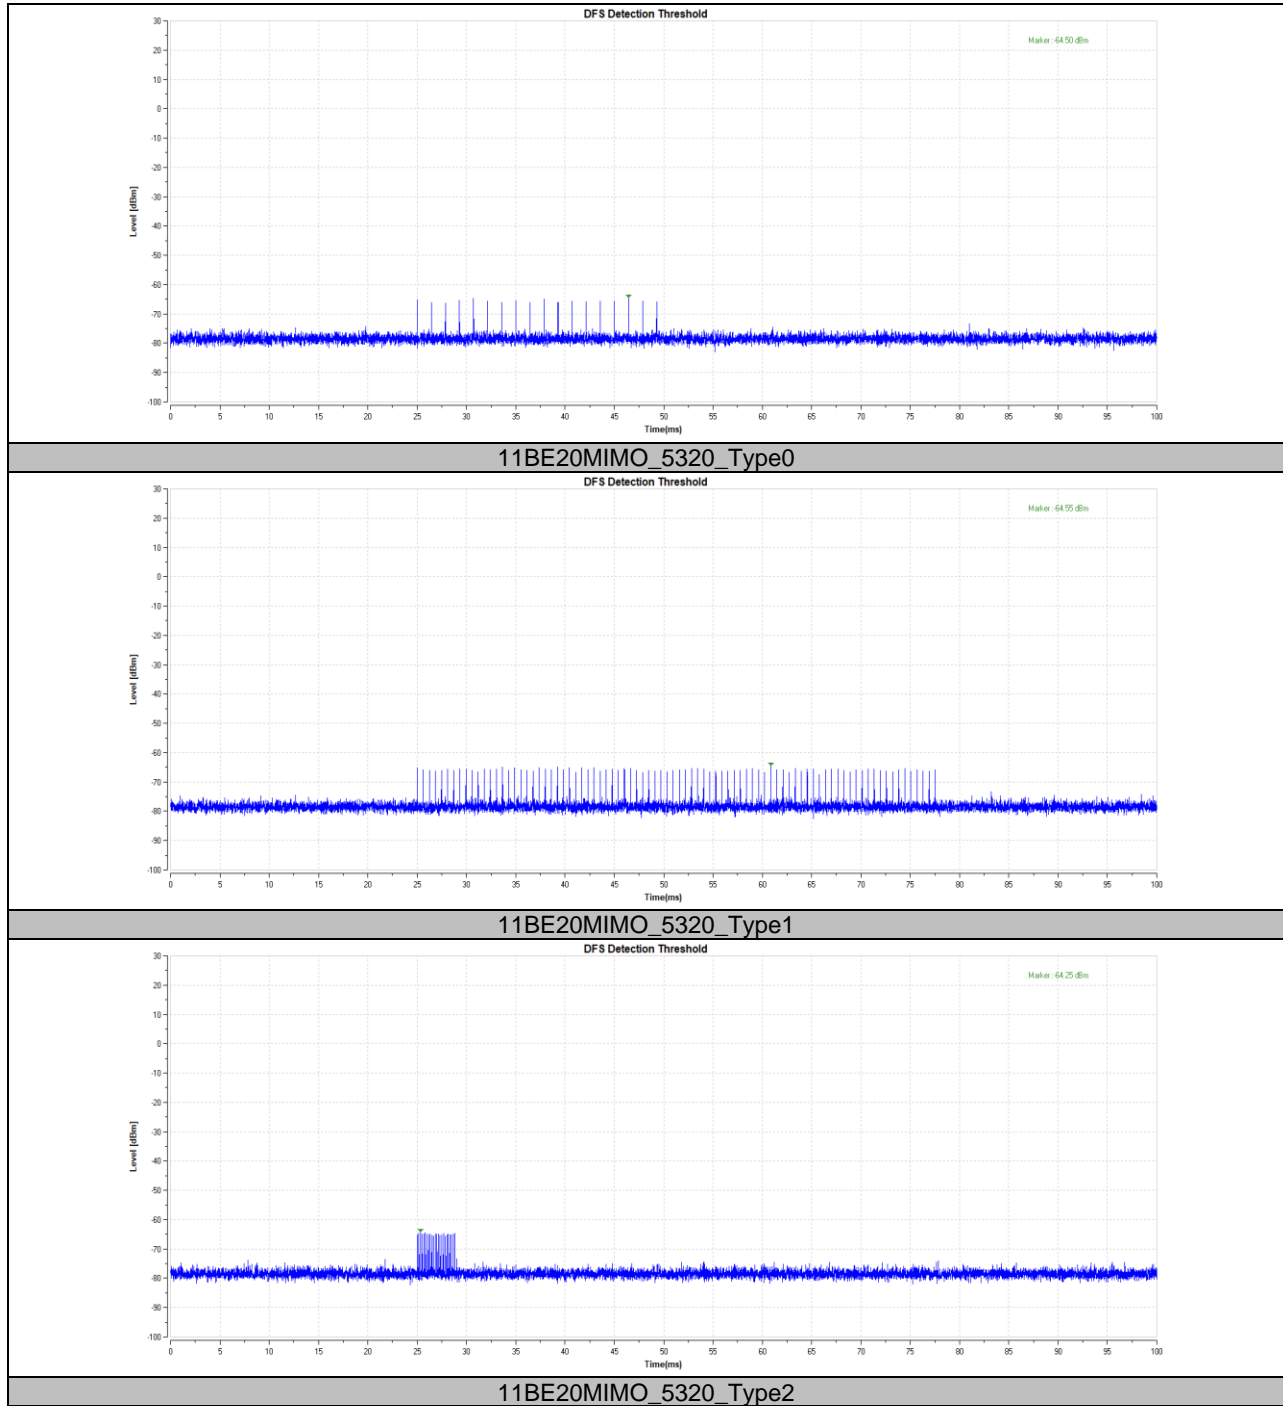 DFS Detection Threshold
Marker:-64.50 dBm
30
20
10
0
-10
-20
-30
-40
-50
-60
-70
-80
-90
-100
Level [dBm]
0 5 10 15 20 25 30 35 40 45 50 55 60 65 70 75 80 85 90 95 100
Time(ms)
11BE20MIMO_5320_Type0
DFS Detection Threshold
Marker:-64.55 dBm
30
20
10
0
-10
-20
-30
-40
-50
-60
-70
-80
-90
-100
Level [dBm]
0 5 10 15 20 25 30 35 40 45 50 55 60 65 70 75 80 85 90 95 100
Time(ms)
11BE20MIMO_5320_Type1
DFS Detection Threshold
Marker:-64.25 dBm
30
20
10
0
-10
-20
-30
-40
-50
-60
-70
-80
-90
-100
Level [dBm]
0 5 10 15 20 25 30 35 40 45 50 55 60 65 70 75 80 85 90 95 100
Time(ms)
11BE20MIMO_5320_Type2